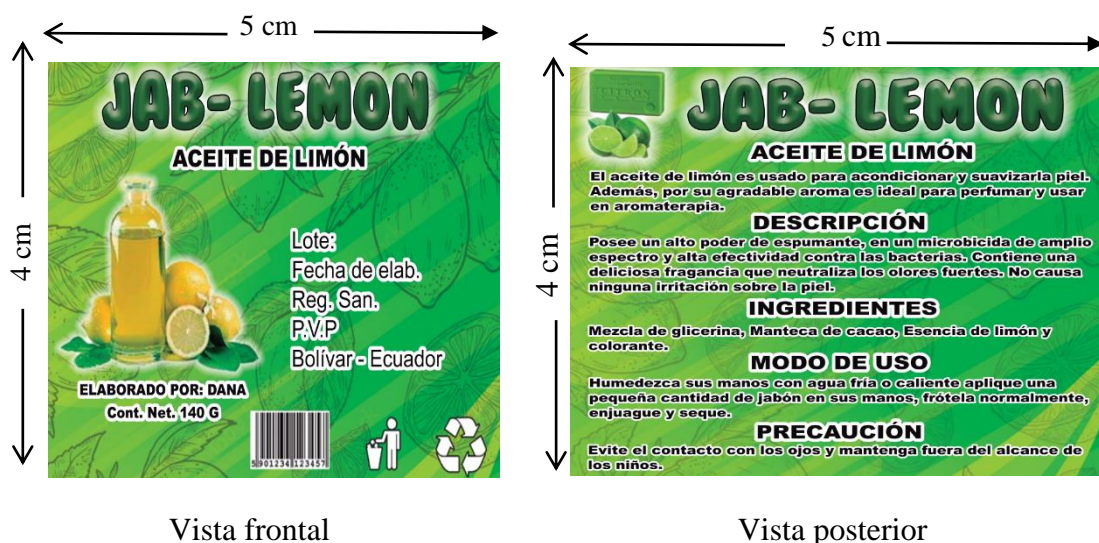 5 cm
4 cm
JAB- LEMON
ACEITE DE LIMÓN
Lote:
Fecha de elab.
Reg. San.
P.V.P
Bolívar - Ecuador
ELABORADO POR: DANA
Cont. Net. 140 G
5 901234 123457
Vista frontal
5 cm
4 cm
CITRON
JAB- LEMON
ACEITE DE LIMÓN
El aceite de limón es usado para acondicionar y suavizarla piel.
Además, por su agradable aroma es ideal para perfumar y usar
en aromaterapia.
DESCRIPCIÓN
Posee un alto poder de espumante, en un microbicida de amplio
espectro y alta efectividad contra las bacterias. Contiene una
deliciosa fragancia que neutraliza los olores fuertes. No causa
ninguna irritación sobre la piel.
INGREDIENTES
Mezcla de glicerina, Manteca de cacao, Esencia de limón y
colorante.
MODO DE USO
Humedezca sus manos con agua fría o caliente aplique una
pequeña cantidad de jabón en sus manos, frótela normalmente,
enjuague y seque.
PRECAUCIÓN
Evite el contacto con los ojos y mantenga fuera del alcance de
los niños.
Vista posterior